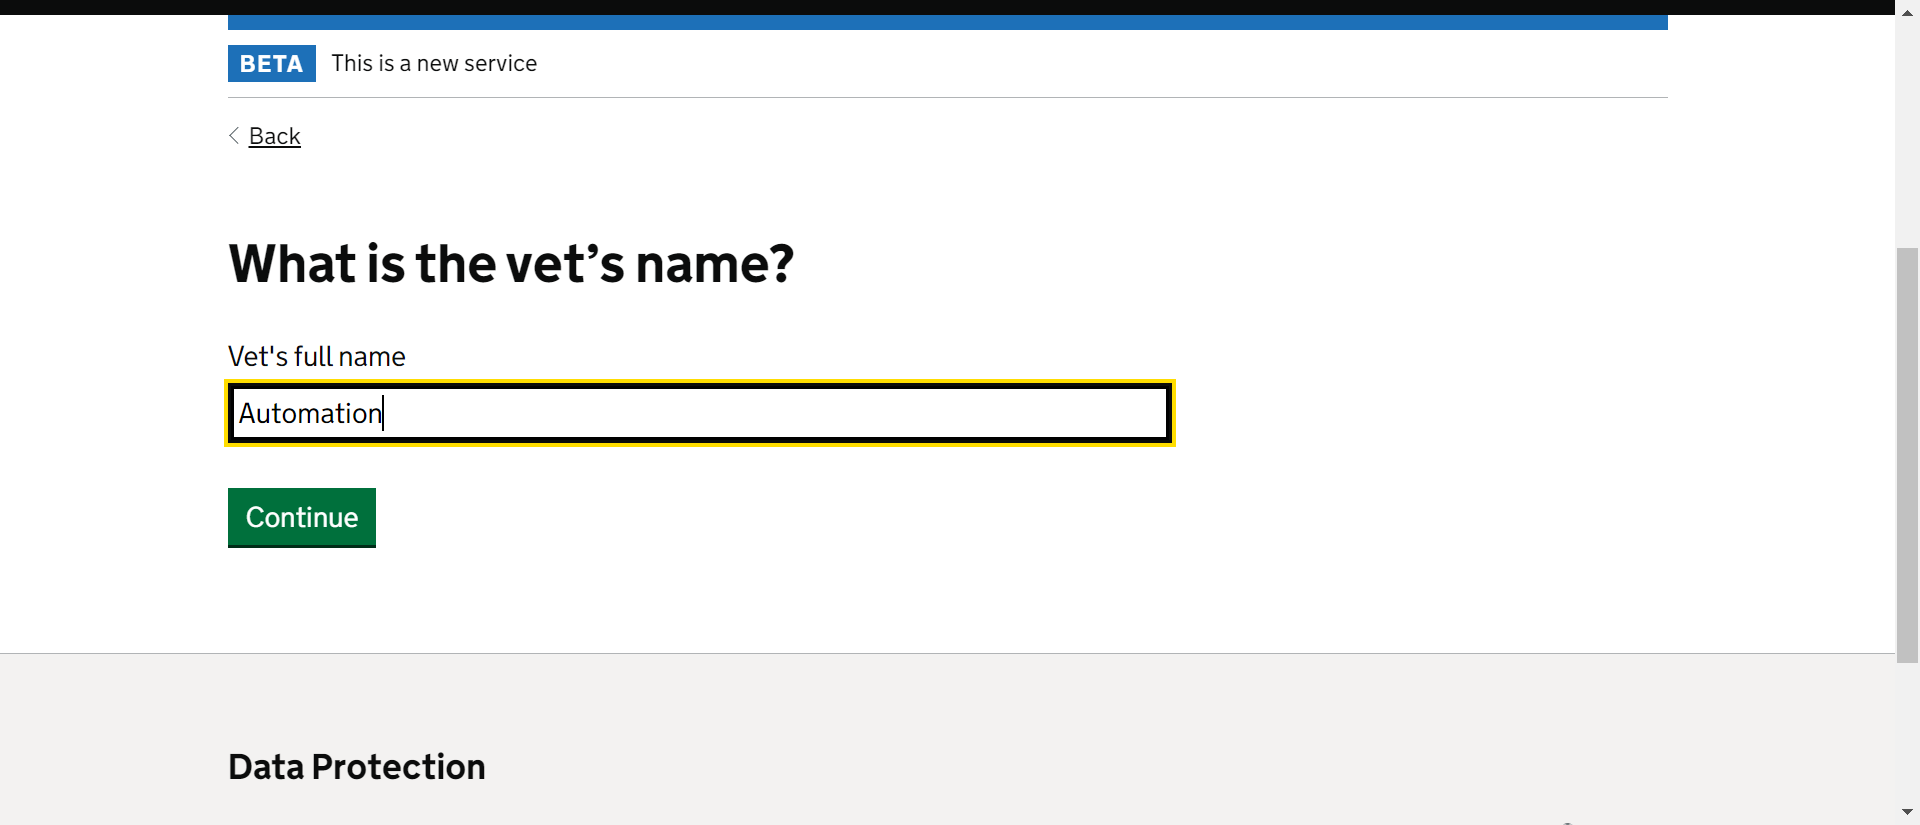 BETA This is a new service
Back
What is the vet’s name?
Vet's full name
Automation
Continue
Data Protection